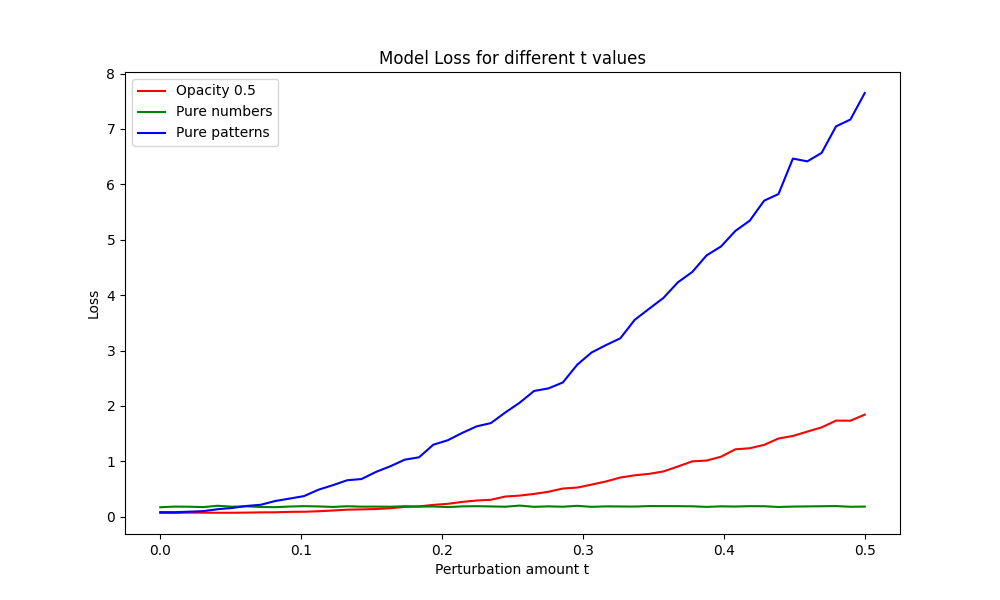 Model Loss for different t values
Opacity 0.5
Pure numbers
Pure patterns
Loss
8
7
6
5
4
3
2
1
0
0.0 0.1 0.2 0.3 0.4 0.5
Perturbation amount t